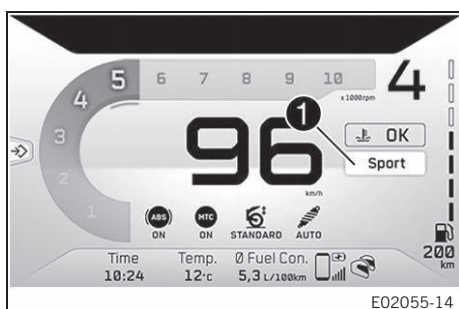 5 6 7 8 9 10 4
4
x1000rpm
1
3
96
OK
Sport
2
km/h
1
ABS MTC
ON ON STANDARD AUTO
Time Temp. Ø Fuel Con.
10:24 12°c 5,3 L/100km
200
km
E02055-14